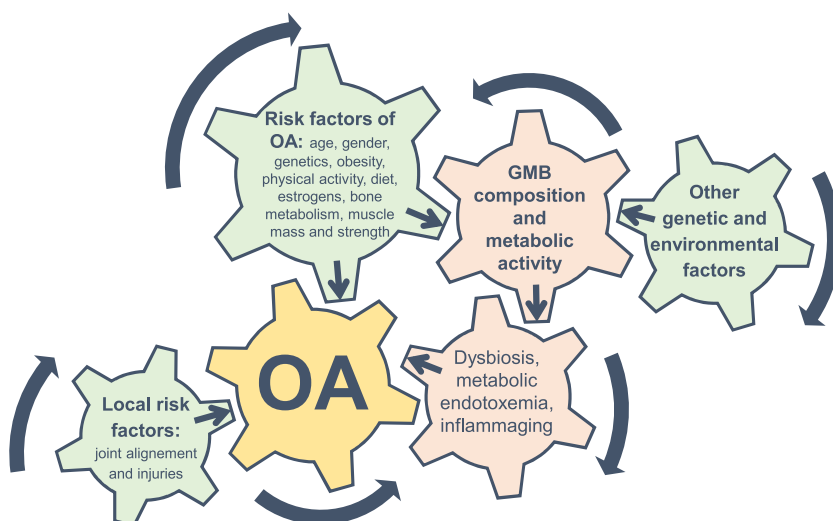 Risk factors of
OA: age, gender,
genetics, obesity,
physical activity, diet,
estrogens, bone
metabolism, muscle
mass and strength
GMB
composition
and
metabolic
activity
Other
genetic and
environmental
factors
OA
Dysbiosis,
metabolic
endotoxemia,
inflammaging
Local risk
factors:
joint alignement
and injuries